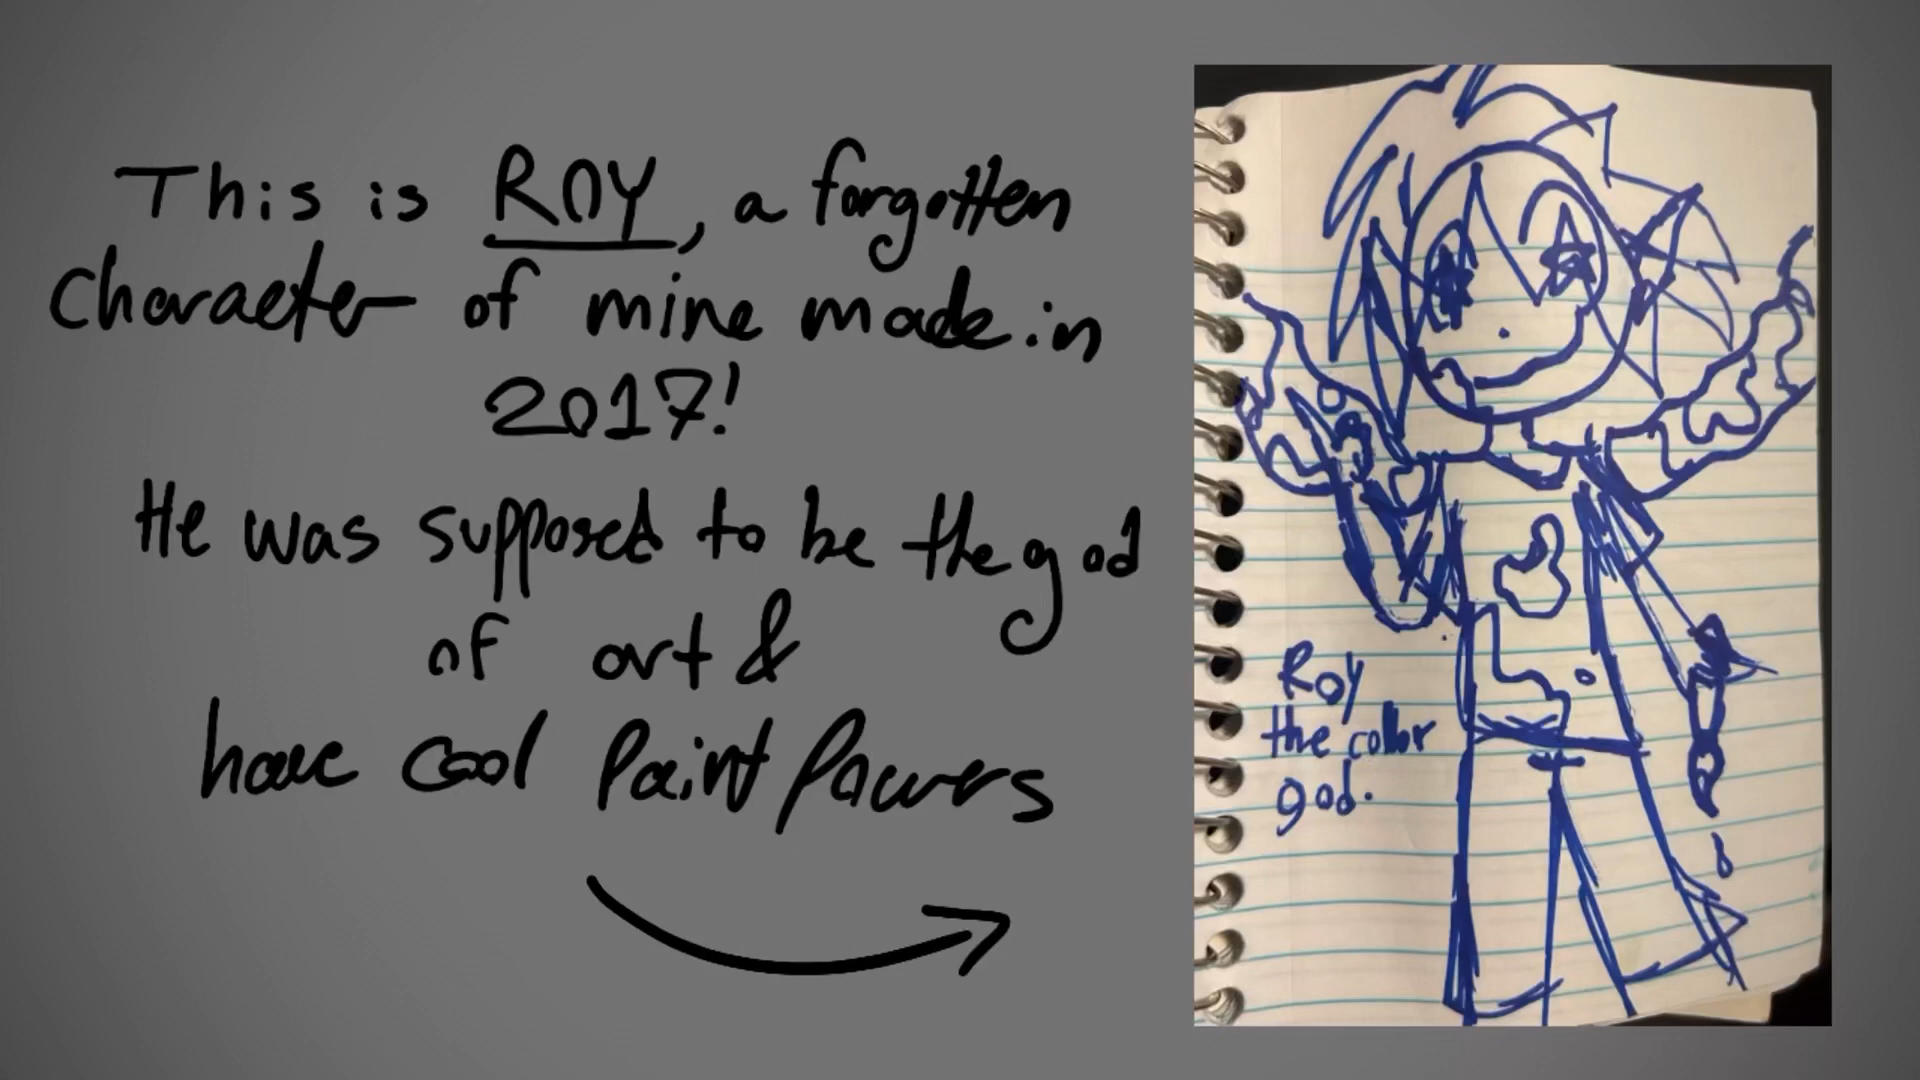 This is ROY, a forgotten
character of mine made in
2017!
He was supposed to be the god
of art &
have cool Paint Powers
Roy
the color
god.